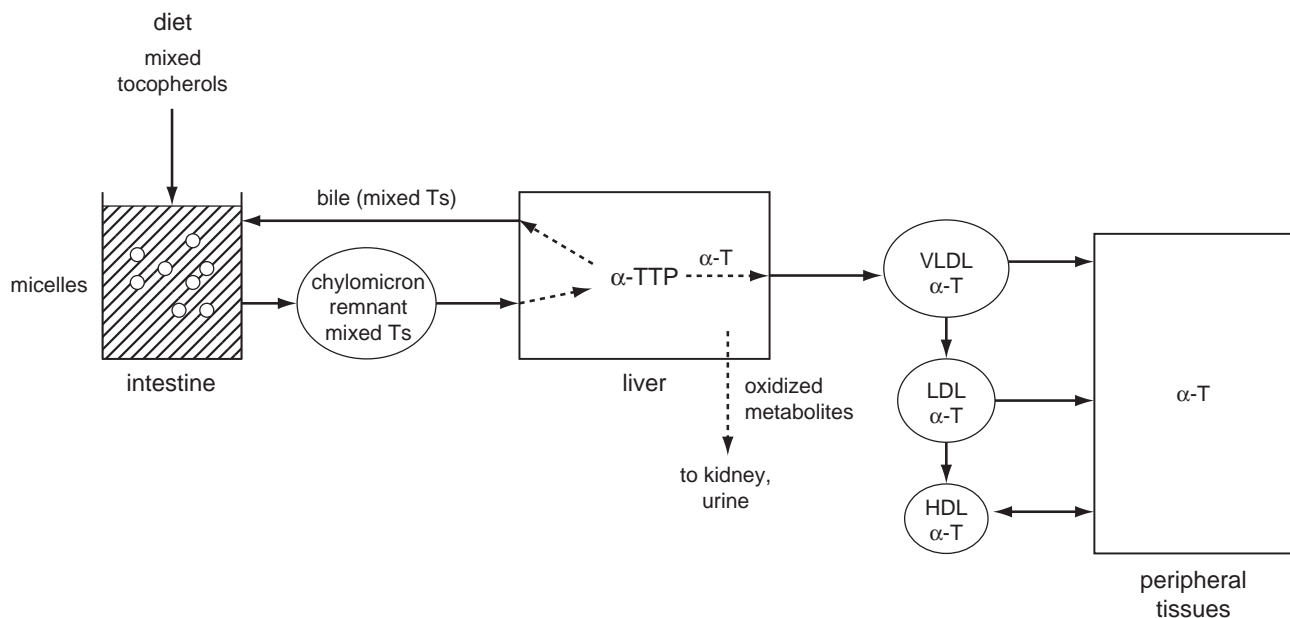 diet
mixed
tocopherols
micelles
intestine
bile (mixed Ts)
chylomicron
remnant
mixed Ts
α-TTP
α-T
liver
oxidized
metabolites
to kidney,
urine
VLDL
α-T
LDL
α-T
HDL
α-T
α-T
peripheral
tissues